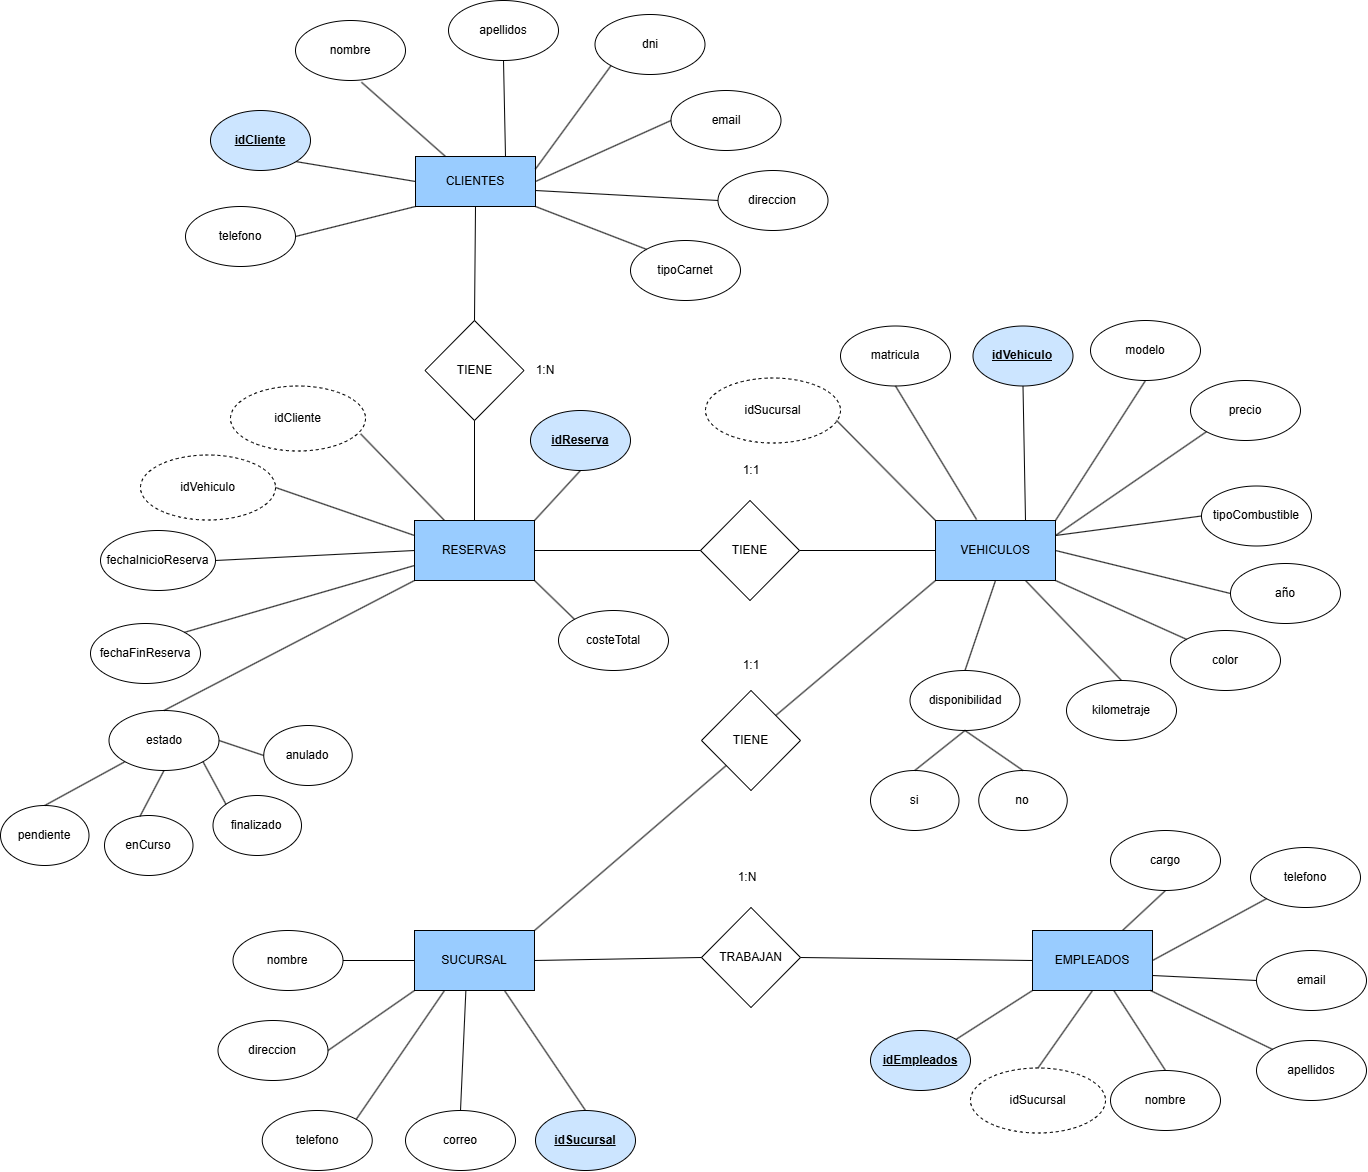 apellidos
nombre
dni
email
idCliente
CLIENTES
direccion
telefono
tipoCarnet
TIENE
1:N
matricula
idVehiculo
modelo
idSucursal
precio
idCliente
idReserva
1:1
idVehiculo
tipoCombustible
RESERVAS
TIENE
VEHICULOS
fechaInicioReserva
año
fechaFinReserva
costeTotal
color
1:1
disponibilidad
kilometraje
estado
TIENE
anulado
si
no
pendiente
enCurso
finalizado
cargo
1:N
telefono
nombre
SUCURSAL
TRABAJAN
EMPLEADOS
email
direccion
idEmpleados
apellidos
idSucursal
nombre
telefono
correo
idSucursal